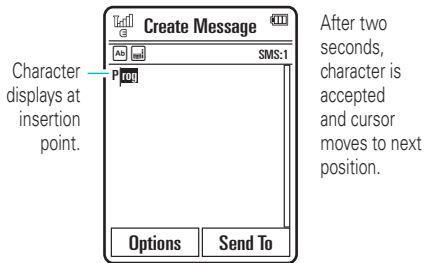 Create Message
Ab
SMS:1
Prog
Options
Send To
Character
displays at
insertion
point.
After two
seconds,
character is
accepted
and cursor
moves to next
position.